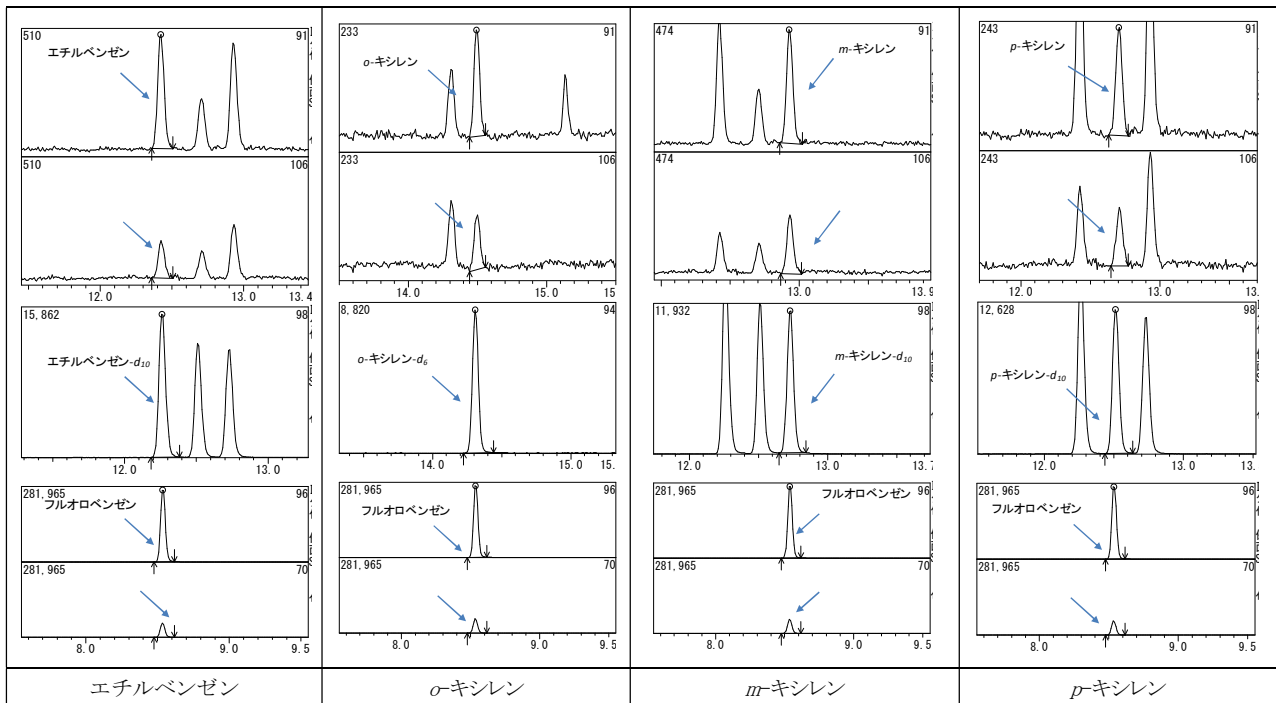 510 91
エチルベンゼン
510 106
12.0 13.0 13.4
15,862 98
エチルベンゼン-d10
12.0 13.0
281,965 96
フルオロベンゼン
281,965 70
8.0 9.0 9.5
エチルベンゼン
233 91
o-キシレン
233 106
14.0 15.0 15.
8,820 94
o-キシレン-d6
14.0 15.0 15.
281,965 96
フルオロベンゼン
281,965 70
8.0 9.0 9.5
o-キシレン
474 91
m-キシレン
474 106
13.0 13.9
11,932 98
m-キシレン-d10
12.0 13.0 13.7
281,965 96
フルオロベンゼン
281,965 70
8.0 9.0 9.5
m-キシレン
243 91
p-キシレン
243 106
12.0 13.0
12,628 98
p-キシレン-d10
12.0 13.0 13.
281,965 96
フルオロベンゼン
281,965 70
8.0 9.0 9.5
p-キシレン